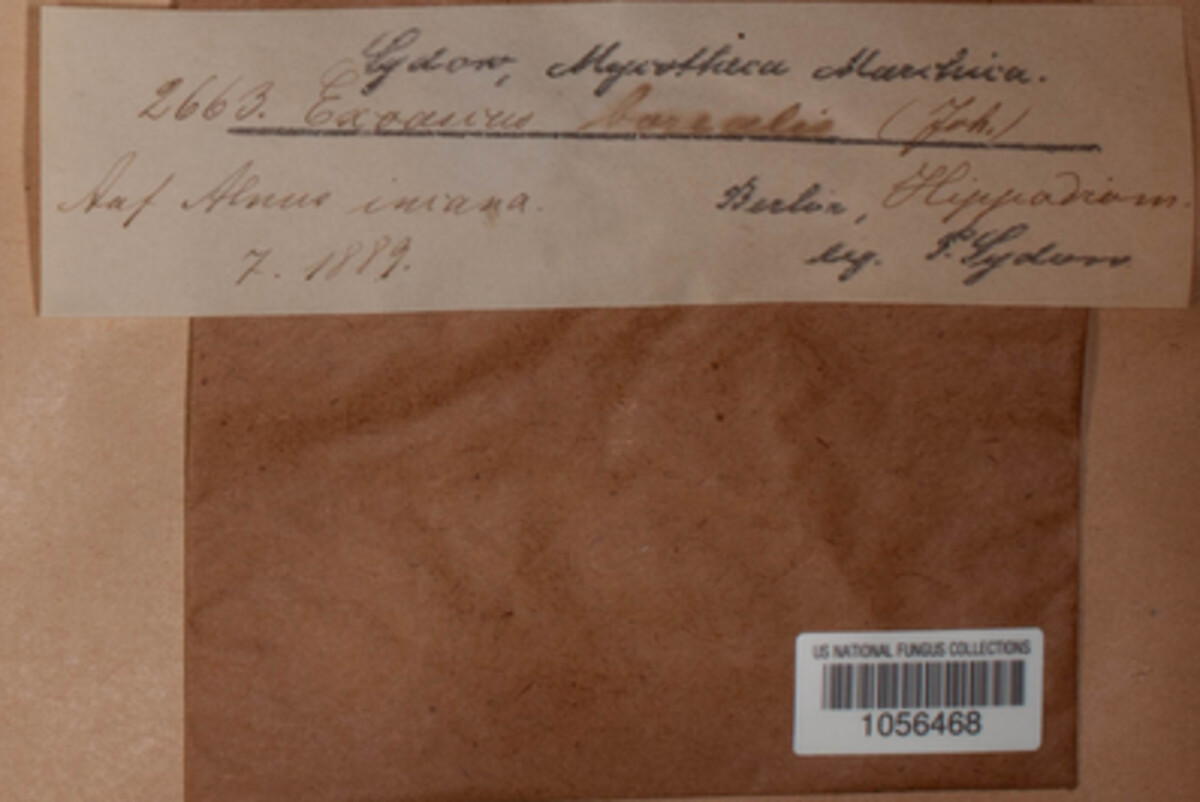 Sydow, Mycotheca Marchica.
2663. Exoascus borealis (Joh.)
Auf Alnus incana. Berlin, Hippodrom.
7. 1889. leg. P. Sydow
US NATIONAL FUNGUS COLLECTIONS
1056468